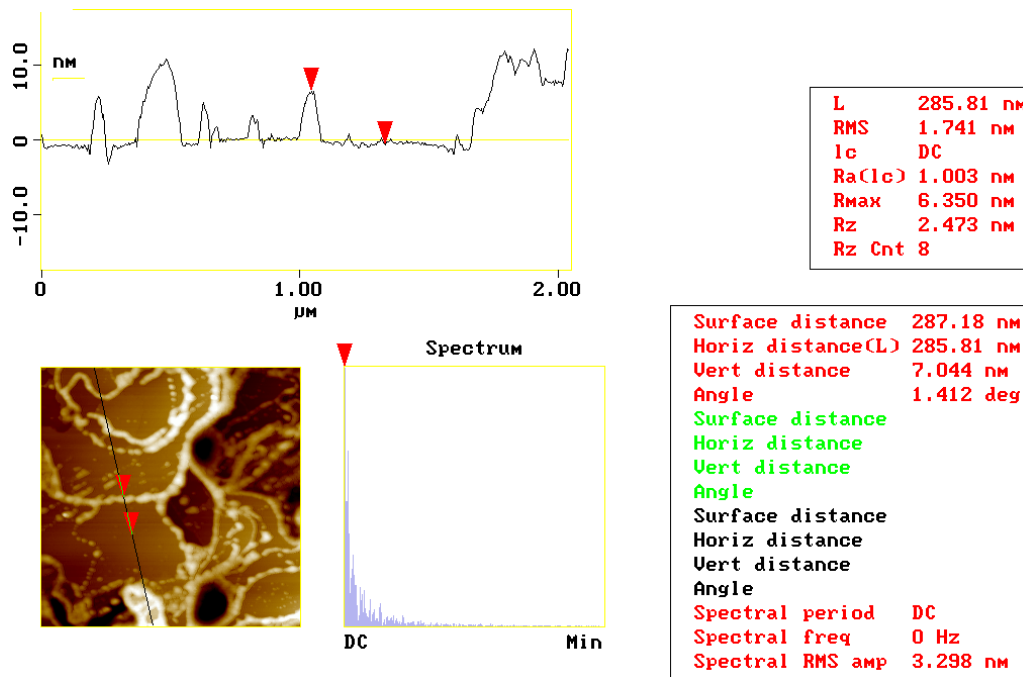 nm
10.0
0
-10.0
0 1.00 2.00
µm
L 285.81 nm
RMS 1.741 nm
lc DC
Ra(lc) 1.003 nm
Rmax 6.350 nm
Rz 2.473 nm
Rz Cnt 8
Spectrum
DC Min
Surface distance 287.18 nm
Horiz distance(L) 285.81 nm
Vert distance 7.044 nm
Angle 1.412 deg
Surface distance
Horiz distance
Vert distance
Angle
Surface distance
Horiz distance
Vert distance
Angle
Spectral period DC
Spectral freq 0 Hz
Spectral RMS amp 3.298 nm